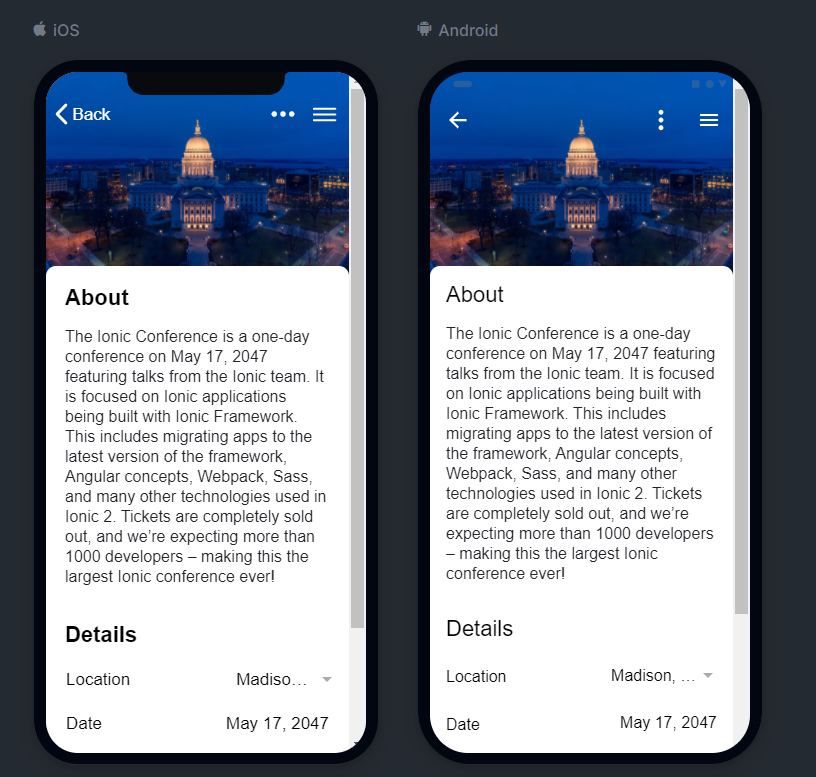 iOS
Android
Back
About
The Ionic Conference is a one-day
conference on May 17, 2047
featuring talks from the Ionic team. It
is focused on Ionic applications
being built with Ionic Framework.
This includes migrating apps to the
latest version of the framework,
Angular concepts, Webpack, Sass,
and many other technologies used in
Ionic 2. Tickets are completely sold
out, and we're expecting more than
1000 developers – making this the
largest Ionic conference ever!
Details
Location Madiso...
Date May 17, 2047
About
The Ionic Conference is a one-day
conference on May 17, 2047 featuring
talks from the Ionic team. It is focused
on Ionic applications being built with
Ionic Framework. This includes
migrating apps to the latest version of
the framework, Angular concepts,
Webpack, Sass, and many other
technologies used in Ionic 2. Tickets
are completely sold out, and we're
expecting more than 1000 developers
– making this the largest Ionic
conference ever!
Details
Location Madison, ...
Date May 17, 2047